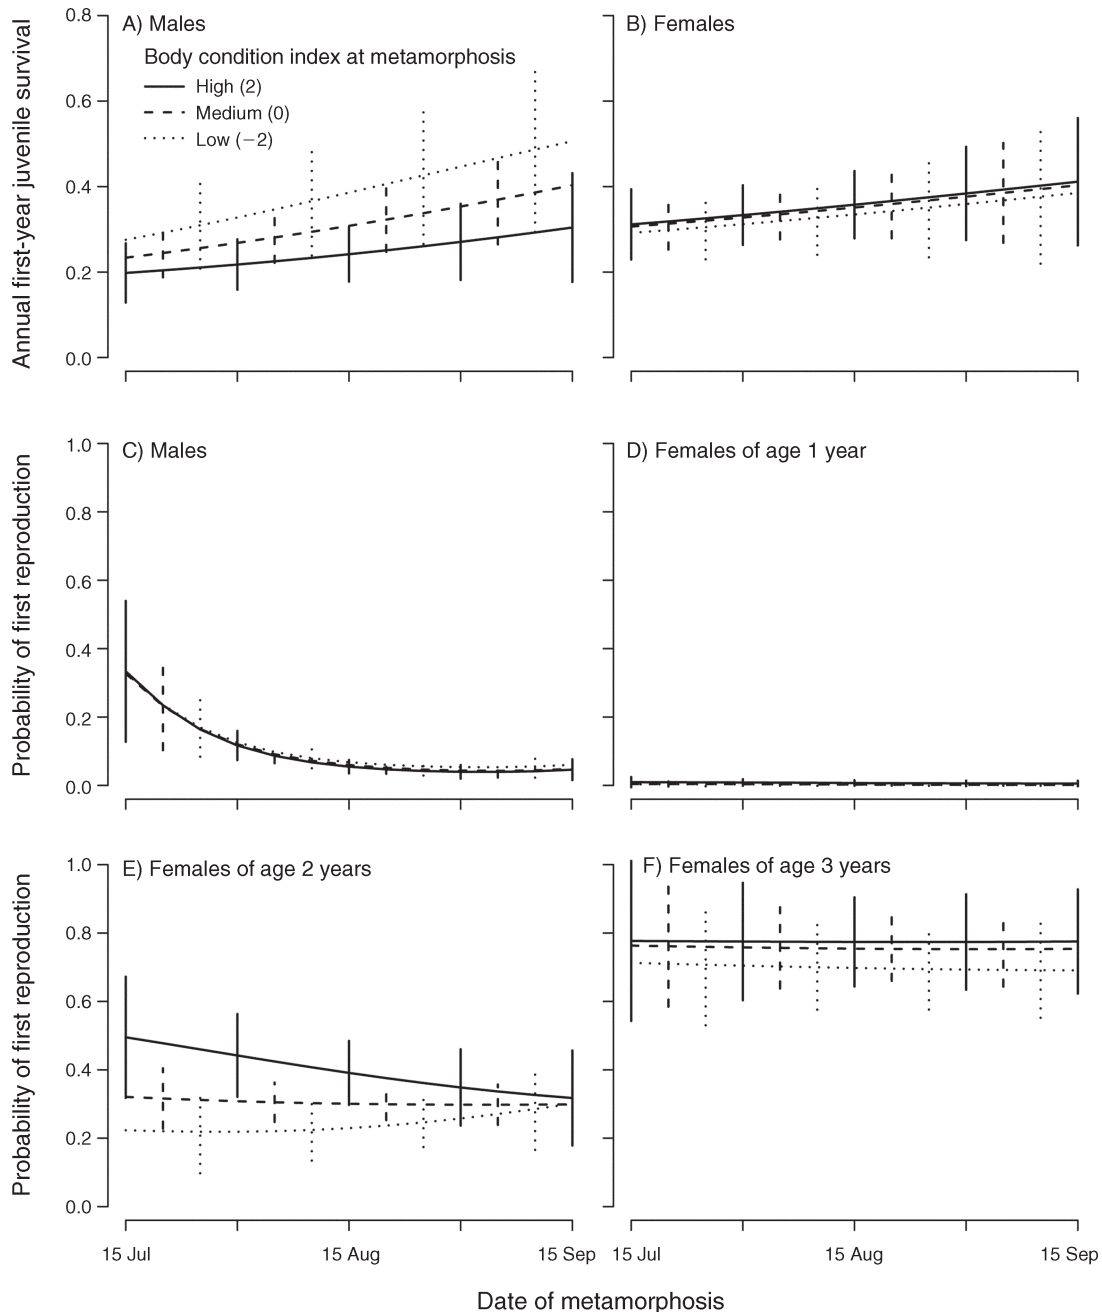 A) Males
B) Females
Annual first-year juvenile survival
Body condition index at metamorphosis
High (2)
Medium (0)
Low (−2)
0.8
0.6
0.4
0.2
0.0
C) Males
D) Females of age 1 year
Probability of first reproduction
1.0
0.8
0.6
0.4
0.2
0.0
E) Females of age 2 years
F) Females of age 3 years
Probability of first reproduction
1.0
0.8
0.6
0.4
0.2
0.0
15 Jul 15 Aug 15 Sep 15 Jul 15 Aug 15 Sep
Date of metamorphosis